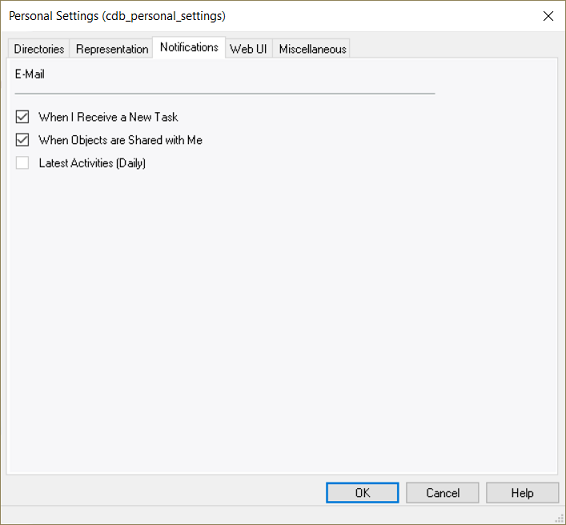 Personal Settings (cdb_personal_settings)
Directories Representation Notifications Web UI Miscellaneous
E-Mail
When I Receive a New Task
When Objects are Shared with Me
Latest Activities (Daily)
OK Cancel Help